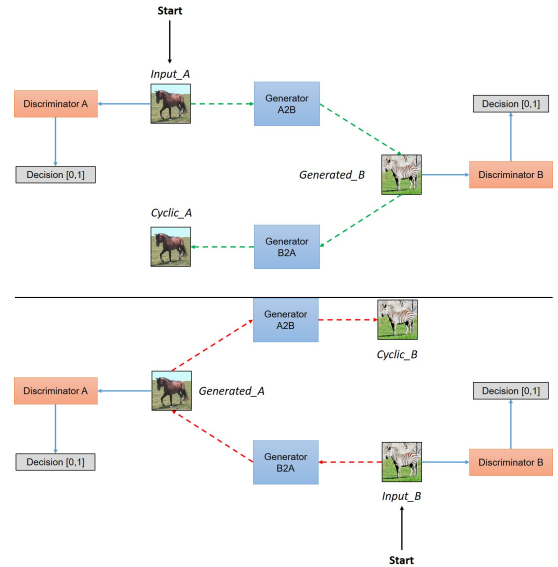 Start
Input_A
Discriminator A
Generator
A2B
Decision [0,1]
Decision [0,1]
Generated_B
Discriminator B
Cyclic_A
Generator
B2A
Generator
A2B
Cyclic_B
Discriminator A
Generated_A
Decision [0,1]
Decision [0,1]
Generator
B2A
Discriminator B
Input_B
Start